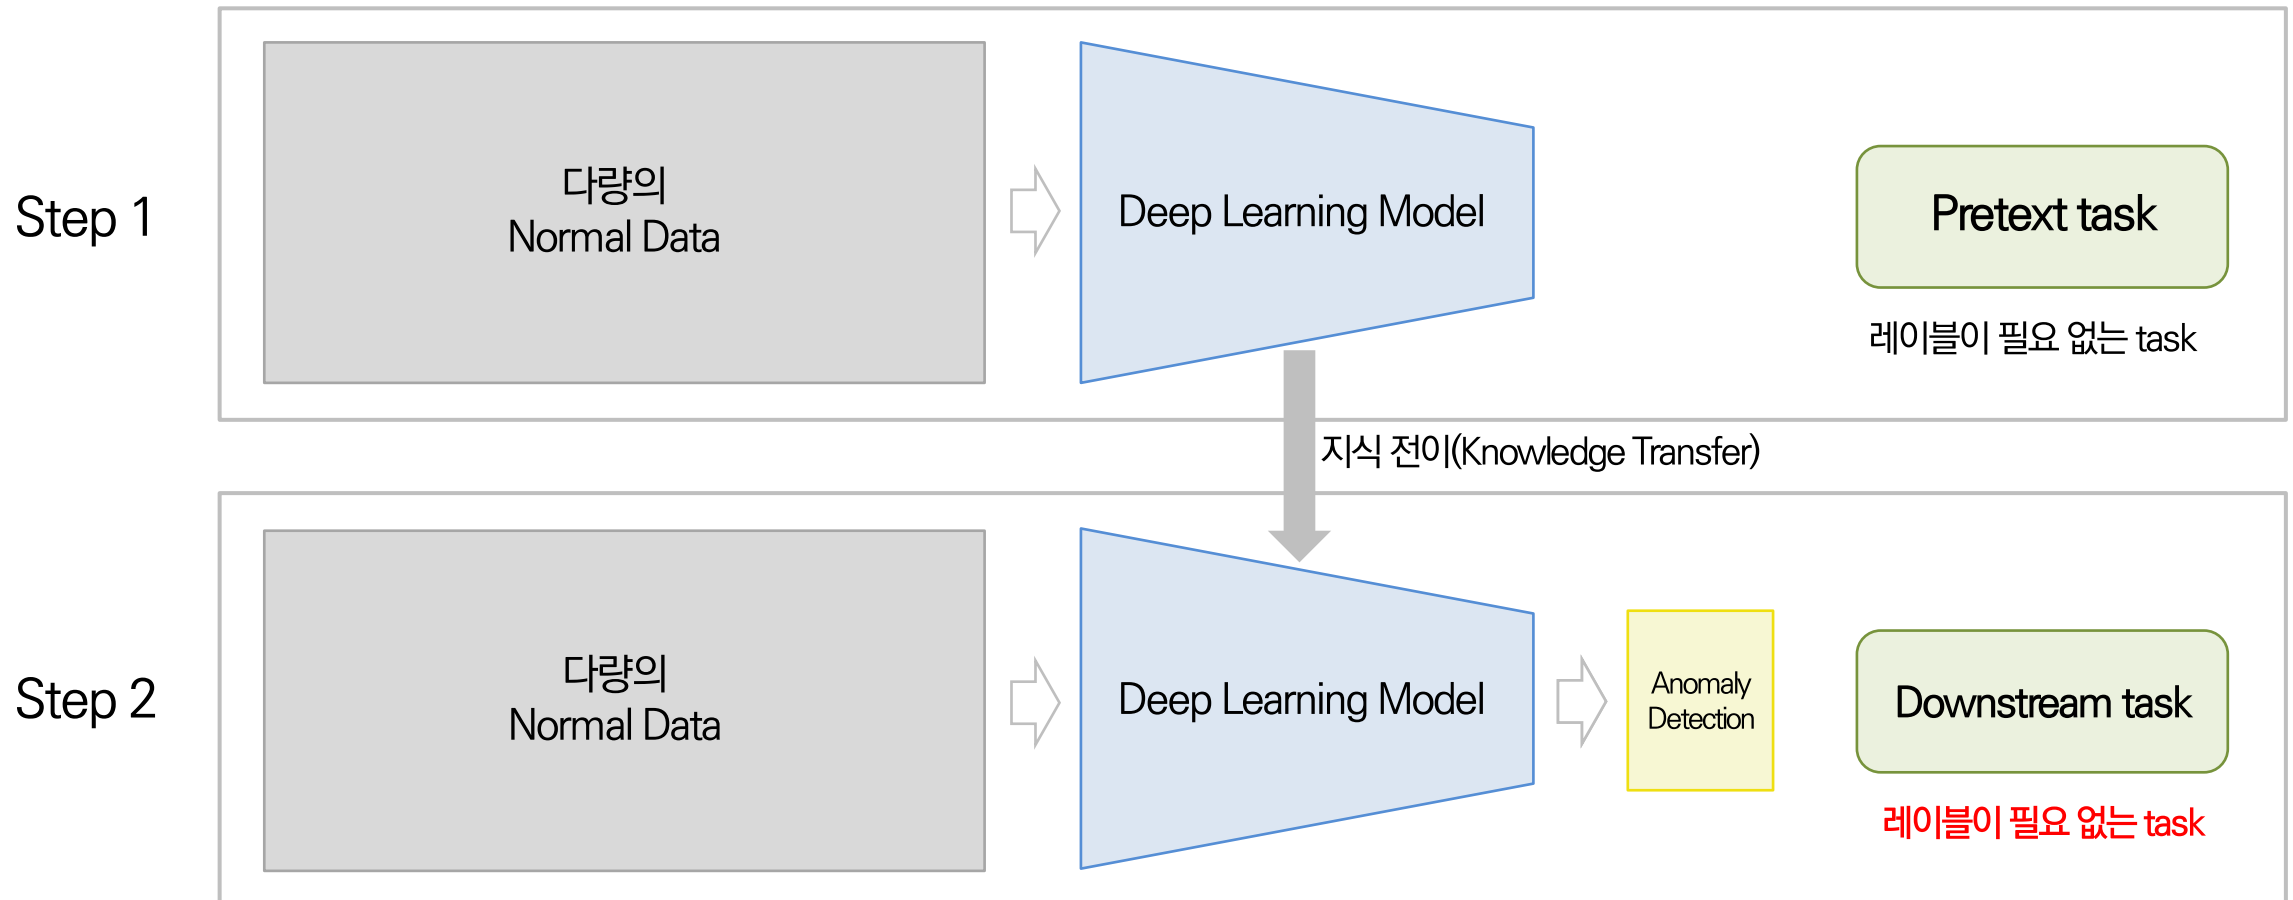 Step 1
다량의
Normal Data
Deep Learning Model
Pretext task
레이블이 필요 없는 task
지식 전이(Knowledge Transfer)
Step 2
다량의
Normal Data
Deep Learning Model
Anomaly
Detection
Downstream task
레이블이 필요 없는 task